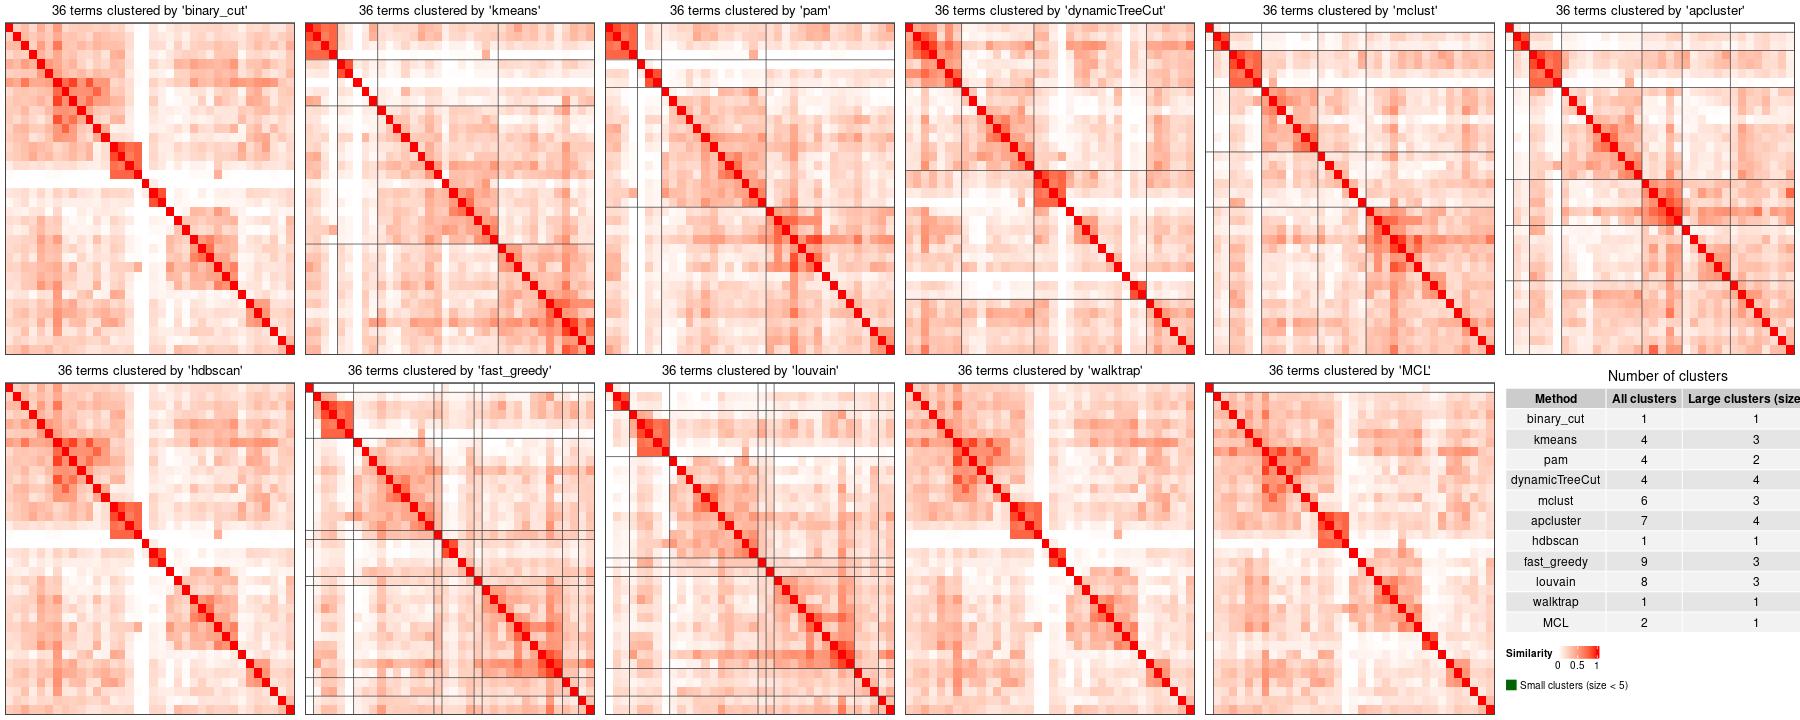 36 terms clustered by 'binary_cut'
36 terms clustered by 'kmeans'
36 terms clustered by 'pam'
36 terms clustered by 'dynamicTreeCut'
36 terms clustered by 'mclust'
36 terms clustered by 'apcluster'
36 terms clustered by 'hdbscan'
36 terms clustered by 'fast_greedy'
36 terms clustered by 'louvain'
36 terms clustered by 'walktrap'
36 terms clustered by 'MCL'
Number of clusters
Method All clusters Large clusters (size
binary_cut 1 1
kmeans 4 3
pam 4 2
dynamicTreeCut 4 4
mclust 6 3
apcluster 7 4
hdbscan 1 1
fast_greedy 9 3
louvain 8 3
walktrap 1 1
MCL 2 1
Similarity
0 0.5 1
Small clusters (size < 5)